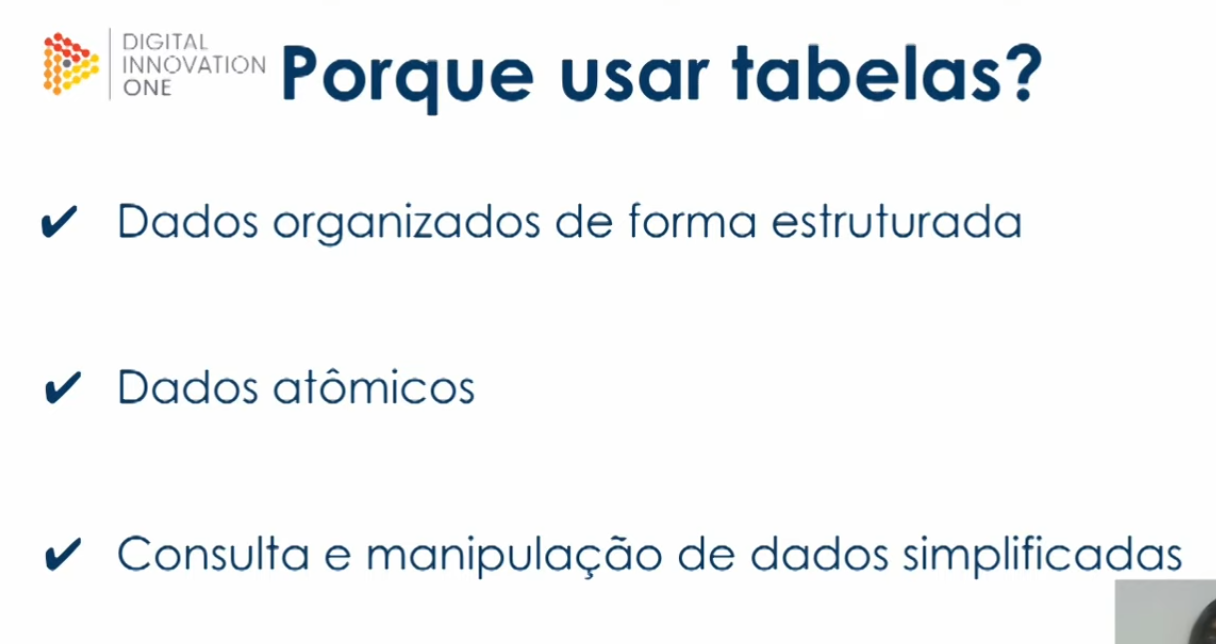 DIGITAL
INNOVATION
ONE
Porque usar tabelas?
✔ Dados organizados de forma estruturada
✔ Dados atômicos
✔ Consulta e manipulação de dados simplificadas